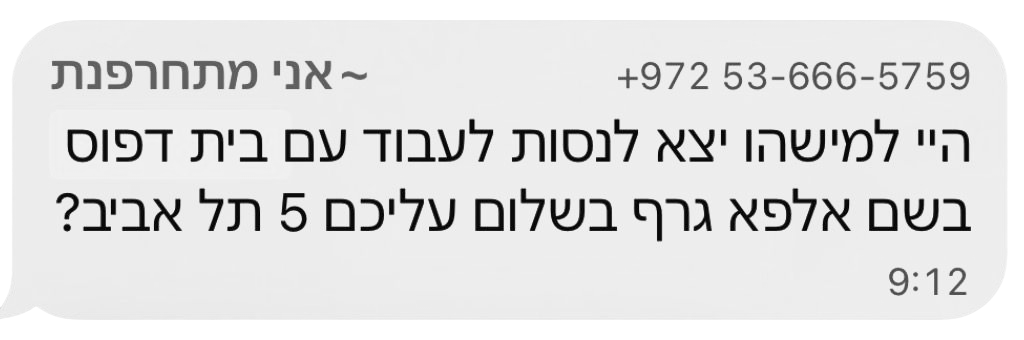 ~אני מתחרפנת +972 53-666-5759
היי למישהו יצא לנסות לעבוד עם בית דפוס
בשם אלפא גרף בשלום עליכם 5 תל אביב?
9:12